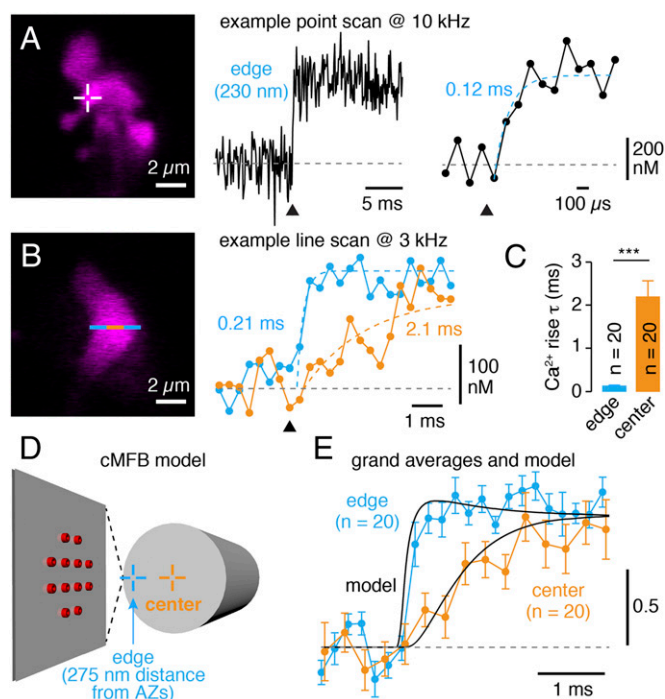 A
example point scan @ 10 kHz
edge
(230 nm)
0.12 ms
2 µm
5 ms
100 µs
200
nM
B
example line scan @ 3 kHz
0.21 ms
2.1 ms
2 µm
100
nM
1 ms
C
***
Ca²⁺ rise τ (ms)
3
2
1
0
n = 20
n = 20
edge
center
D
cMFB model
center
edge
(275 nm distance
from AZs)
E
grand averages and model
edge
(n = 20)
model
center
(n = 20)
0.5
1 ms